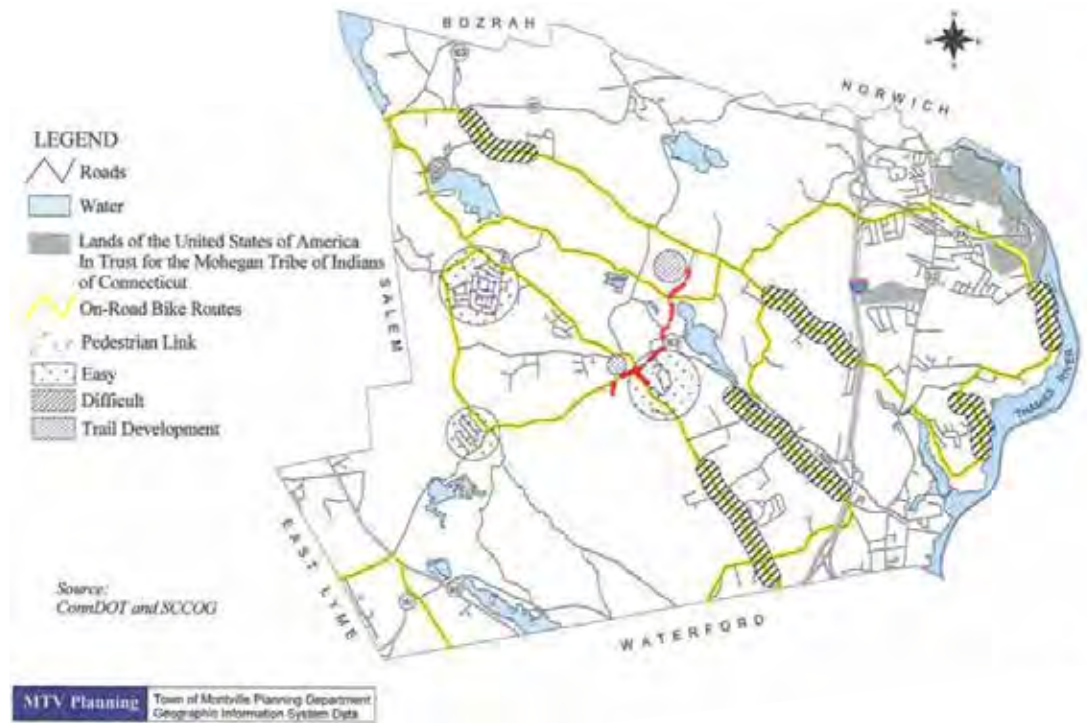 BOZRAH
NORWICH
LEGEND
Roads
Water
Lands of the United States of America
In Trust for the Mohegan Tribe of Indians
of Connecticut
On-Road Bike Routes
Pedestrian Link
Easy
Difficult
Trail Development
SALEM
THAMES RIVER
EAST LYME
WATERFORD
Source:
ConnDOT and SCCOG
MTV Planning
Town of Montville Planning Department
Geographic Information System Data